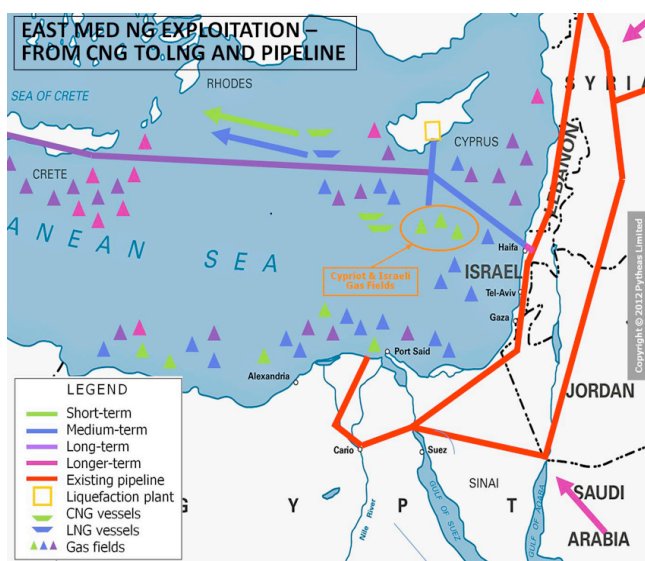 EAST MED NG EXPLOITATION –
FROM CNG TO LNG AND PIPELINE
RHODES
SEA OF CRETE
SYRIA
CYPRUS
LEBANON
CRETE
ANEAN SEA
Haifa
ISRAEL
Cypriot & Israeli
Gas Fields
Tel-Aviv
Gaza
Copyright © 2012 Pytheas Limited
Port Said
Alexandria
JORDAN
LEGEND
Short-term
Medium-term
Long-term
Longer-term
Existing pipeline
Liquefaction plant
CNG vessels
LNG vessels
Gas fields
Cario
Suez
SINAI
SAUDI
GYPT
Nile River
GULF OF SUEZ
GULF OF AQABA
ARABIA